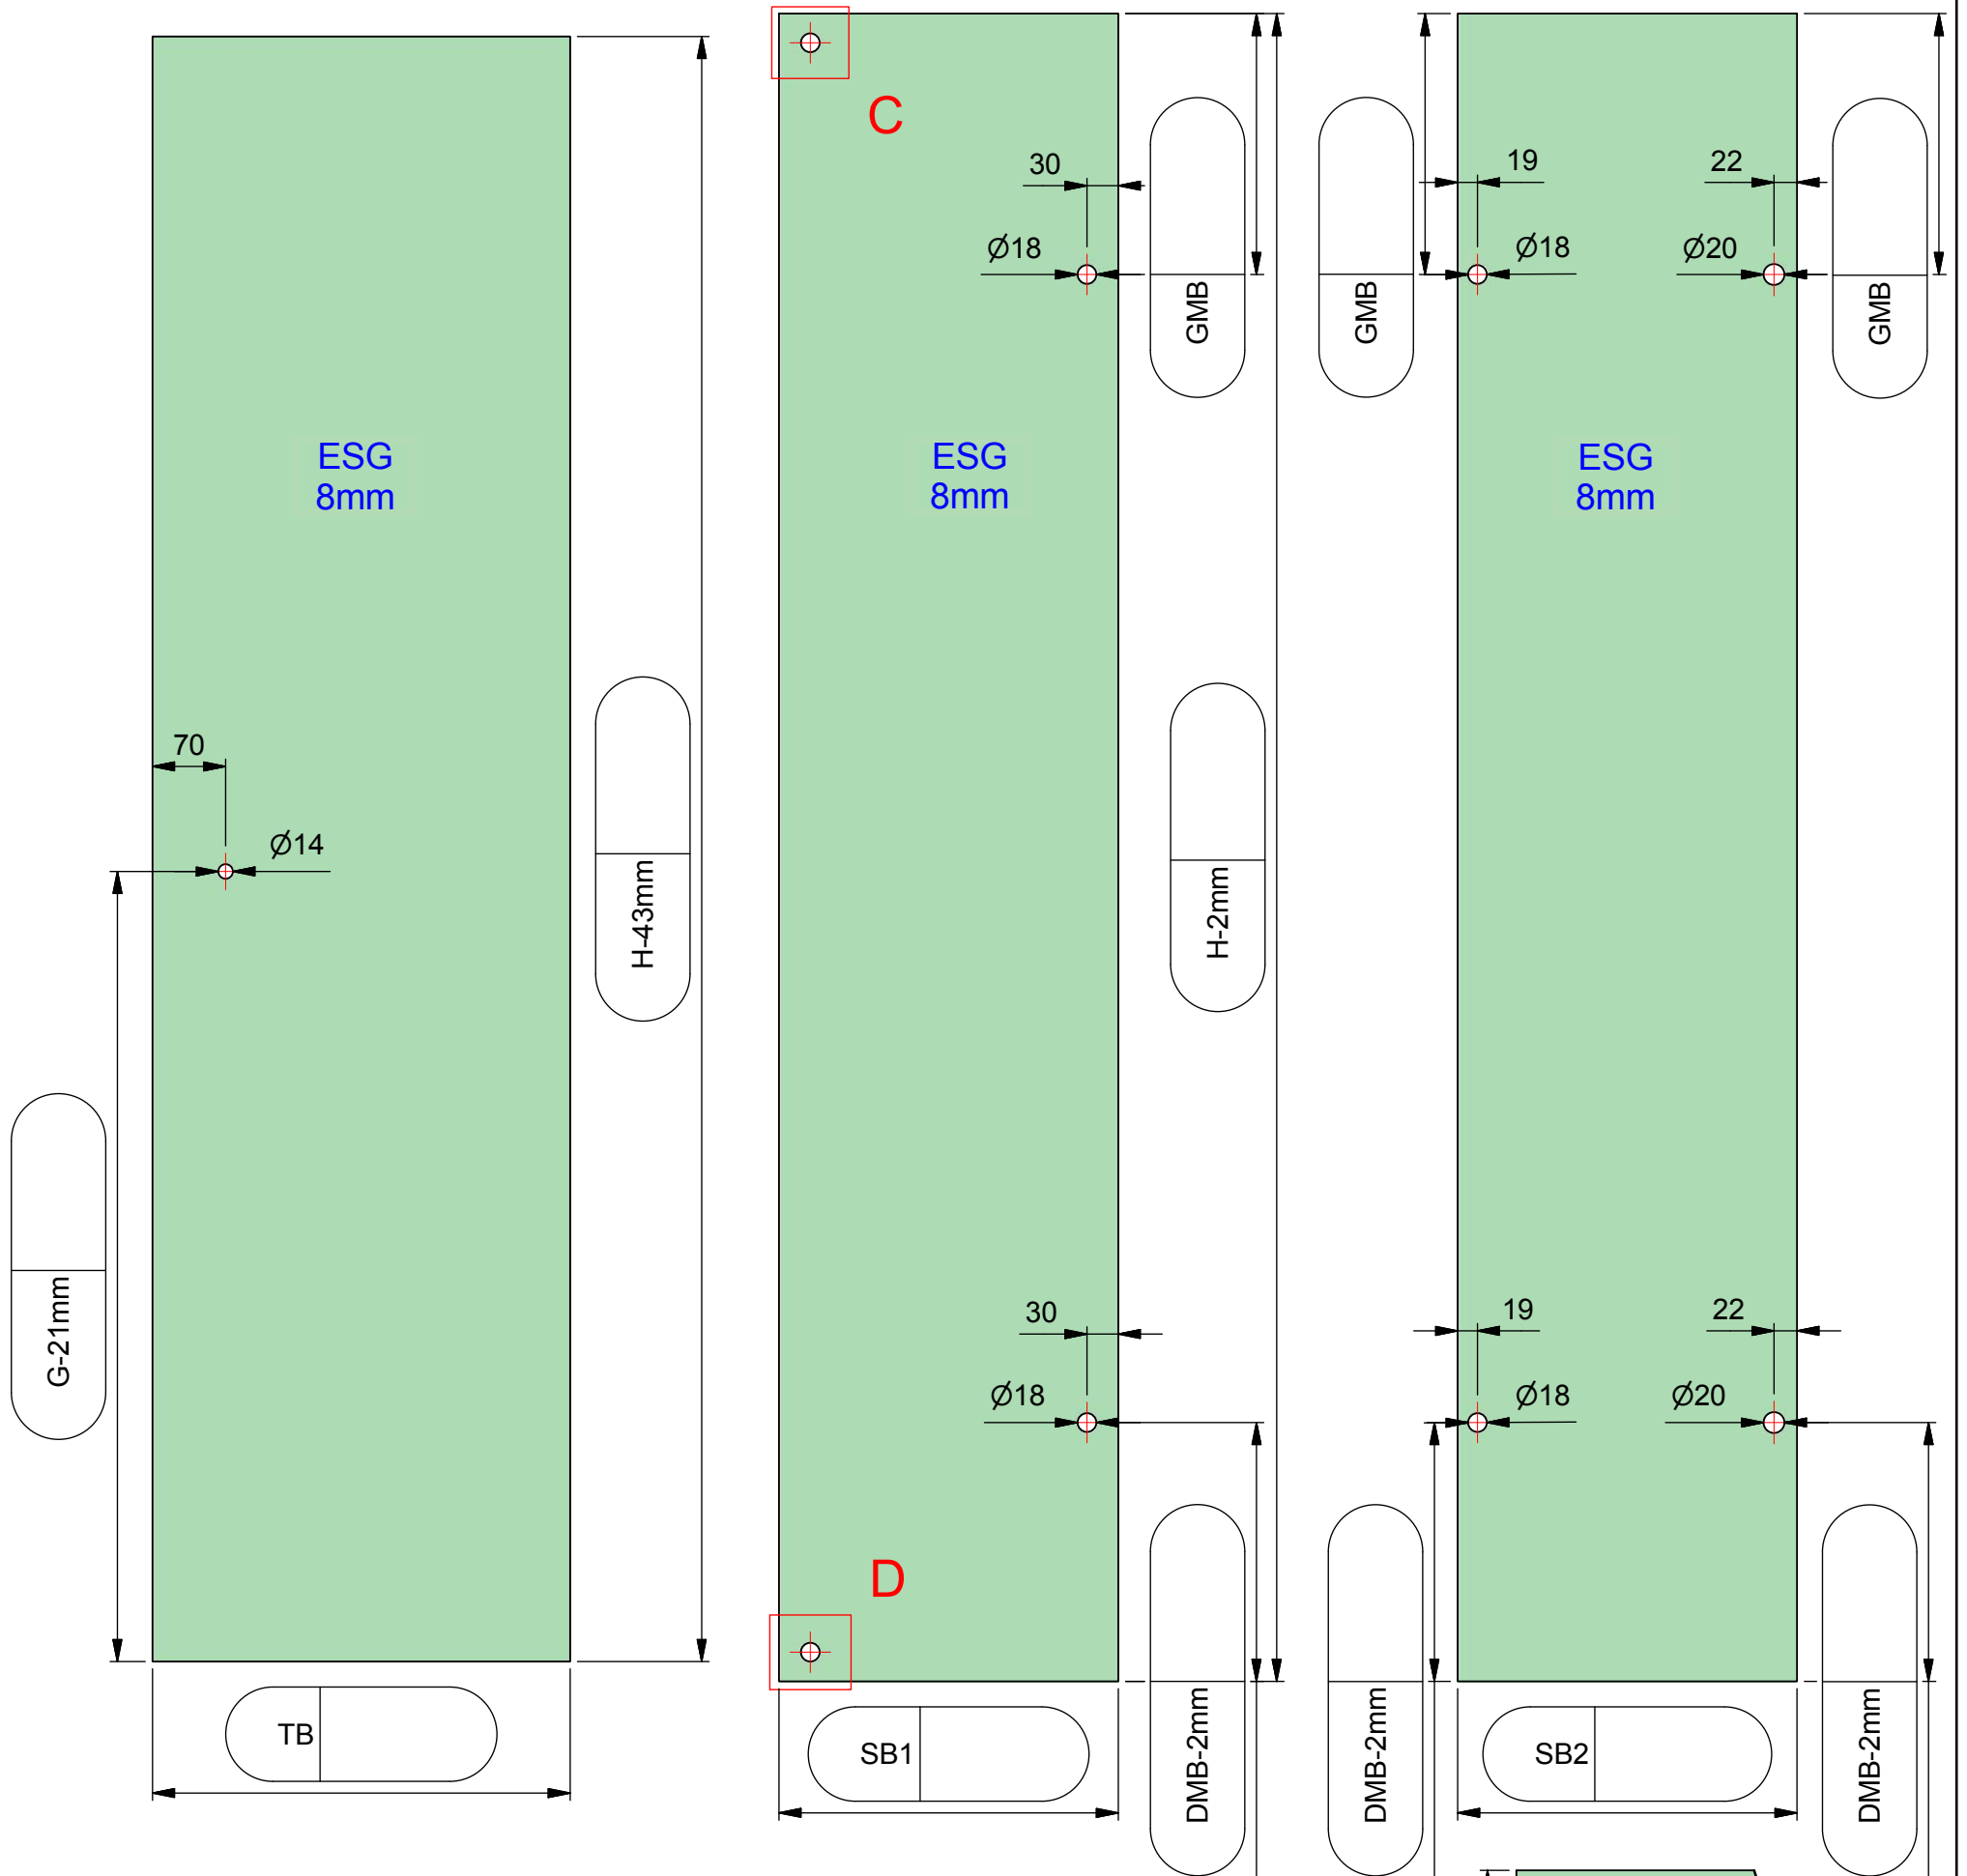 C
30
19
22
Ø18
Ø18
Ø20
GMB
GMB
GMB
ESG
8mm
ESG
8mm
ESG
8mm
70
Ø14
H-43mm
H-2mm
G-21mm
30
19
22
Ø18
Ø18
Ø20
D
TB
SB1
DMB-2mm
DMB-2mm
SB2
DMB-2mm